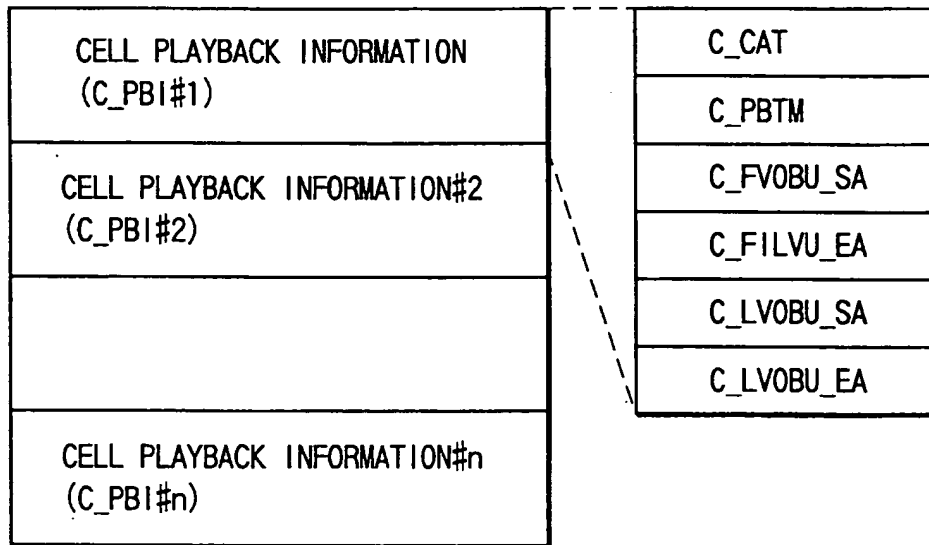 CELL PLAYBACK INFORMATION
(C_PBI#1)
CELL PLAYBACK INFORMATION#2
(C_PBI#2)
CELL PLAYBACK INFORMATION#n
(C_PBI#n)
C_CAT
C_PBTM
C_FVOBU_SA
C_FILVU_EA
C_LVOBU_SA
C_LVOBU_EA